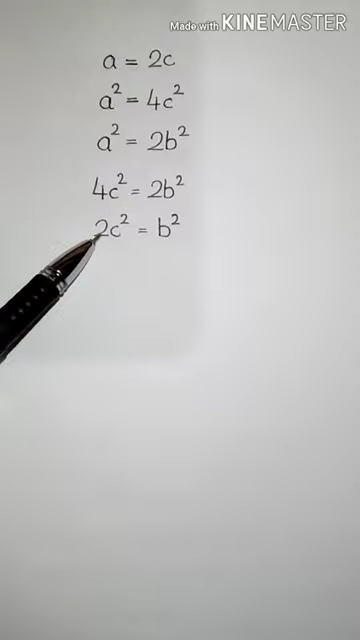 Made with KINEMASTER
a = 2c
a² = 4c²
a² = 2b²
4c² = 2b²
2c² = b²